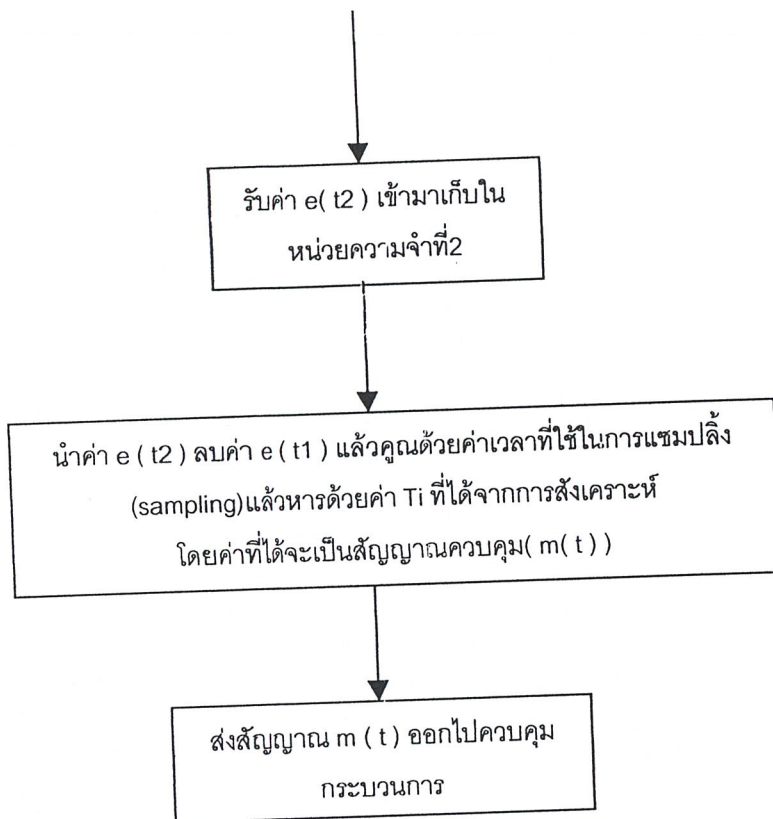 รับค่า e( t2 ) เข้ามาเก็บใน
หน่วยความจำที่2
นำค่า e ( t2 ) ลบค่า e ( t1 ) แล้วคูณด้วยค่าเวลาที่ใช้ในการแซมปลิ้ง
(sampling)แล้วหารด้วยค่า Ti ที่ได้จากการสังเคราะห์
โดยค่าที่ได้จะเป็นสัญญาณควบคุม( m( t ) )
ส่งสัญญาณ m ( t ) ออกไปควบคุม
กระบวนการ